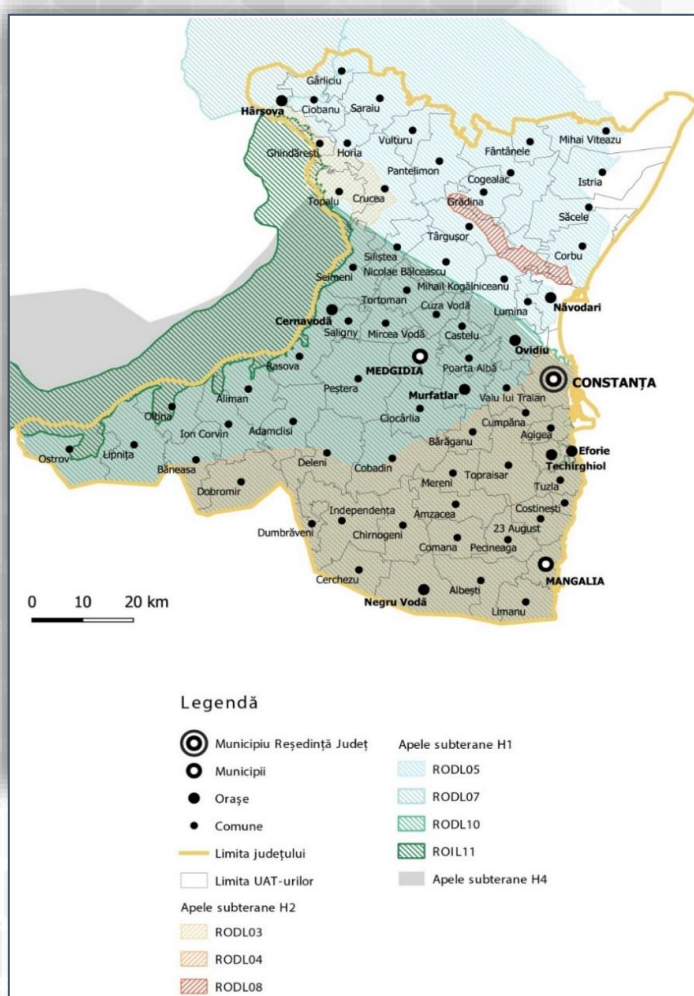 Gârliciu
Hârșova
Ciobanu
Saraiu
Vulturu
Ghindărești
Horia
Pantelimon
Fântânele
Mihai Viteazu
Cogealac
Istria
Topalu
Crucea
Grădina
Săcele
Târgușor
Corbu
Siliștea
Nicolae Bălcescu
Seimeni
Mihail Kogălniceanu
Tortoman
Cuza Vodă
Lumina
Năvodari
Cernavodă
Saligny
Mircea Vodă
Castelu
Ovidiu
Rasova
MEDGIDIA
Poarta Albă
CONSTANȚA
Peștera
Murfatlar
Valu lui Traian
Aliman
Oltina
Ciocârlia
Cumpăna
Ion Corvin
Adamclisi
Bărăganu
Agigea
Ostrov
Lipnița
Eforie
Băneasa
Deleni
Cobadin
Techirghiol
Topraisar
Dobromir
Mereni
Tuzla
Independența
Amzacea
Costinești
Dumbrăveni
Chirnogeni
23 August
Comana
Pecineaga
Cerchezu
MANGALIA
Negru Vodă
Albești
Limanu
0 10 20 km
Legendă
Municipiu Reședință Județ
Municipii
Orașe
Comune
Limita județului
Limita UAT-urilor
Apele subterane H2
RODL03
RODL04
RODL08
Apele subterane H1
RODL05
RODL07
RODL10
ROIL11
Apele subterane H4